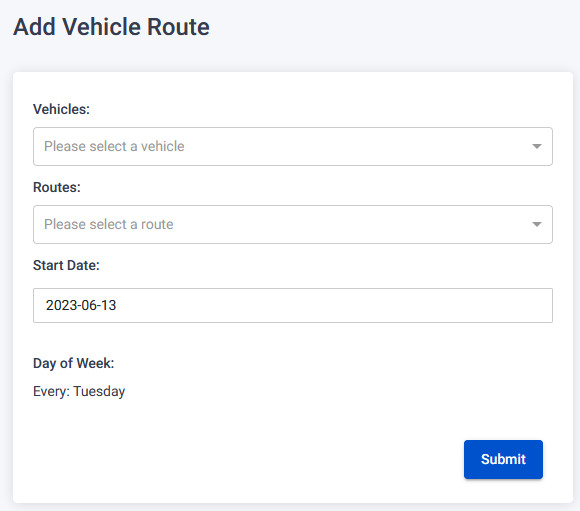 Add Vehicle Route
Vehicles:
Please select a vehicle
Routes:
Please select a route
Start Date:
2023-06-13
Day of Week:
Every: Tuesday
Submit